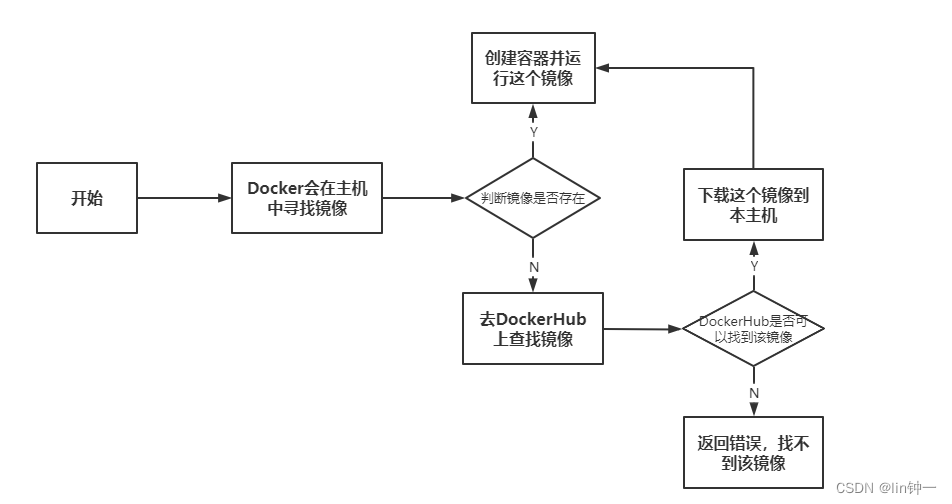 创建容器并运
行这个镜像
Y
开始
Docker会在主机
中寻找镜像
判断镜像是否存在
下载这个镜像到
本主机
N
Y
去DockerHub
上查找镜像
DockerHub是否可
以找到该镜像
N
返回错误，找不
到该镜像
CSDN @lin钟一